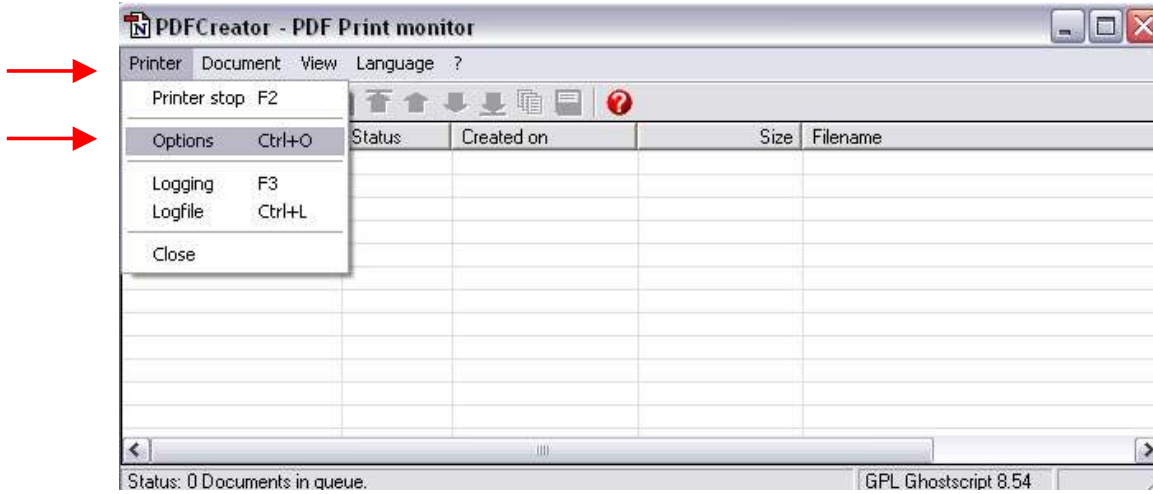 PDFCreator - PDF Print monitor
Printer Document View Language ?
Printer stop F2
Options Ctrl+O
Status Created on Size Filename
Logging F3
Logfile Ctrl+L
Close
Status: 0 Documents in queue. GPL Ghostscript 8.54